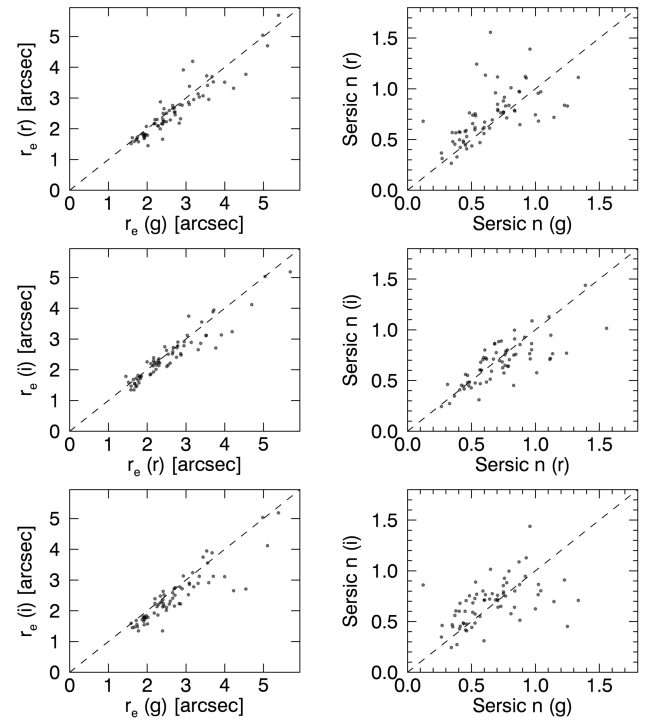 5
4
3
2
1
0
r_e (r) [arcsec]
0 1 2 3 4 5
r_e (g) [arcsec]
1.5
1.0
0.5
0.0
Sersic n (r)
0.0 0.5 1.0 1.5
Sersic n (g)
5
4
3
2
1
0
r_e (i) [arcsec]
0 1 2 3 4 5
r_e (r) [arcsec]
1.5
1.0
0.5
0.0
Sersic n (i)
0.0 0.5 1.0 1.5
Sersic n (r)
5
4
3
2
1
0
r_e (i) [arcsec]
0 1 2 3 4 5
r_e (g) [arcsec]
1.5
1.0
0.5
0.0
Sersic n (i)
0.0 0.5 1.0 1.5
Sersic n (g)